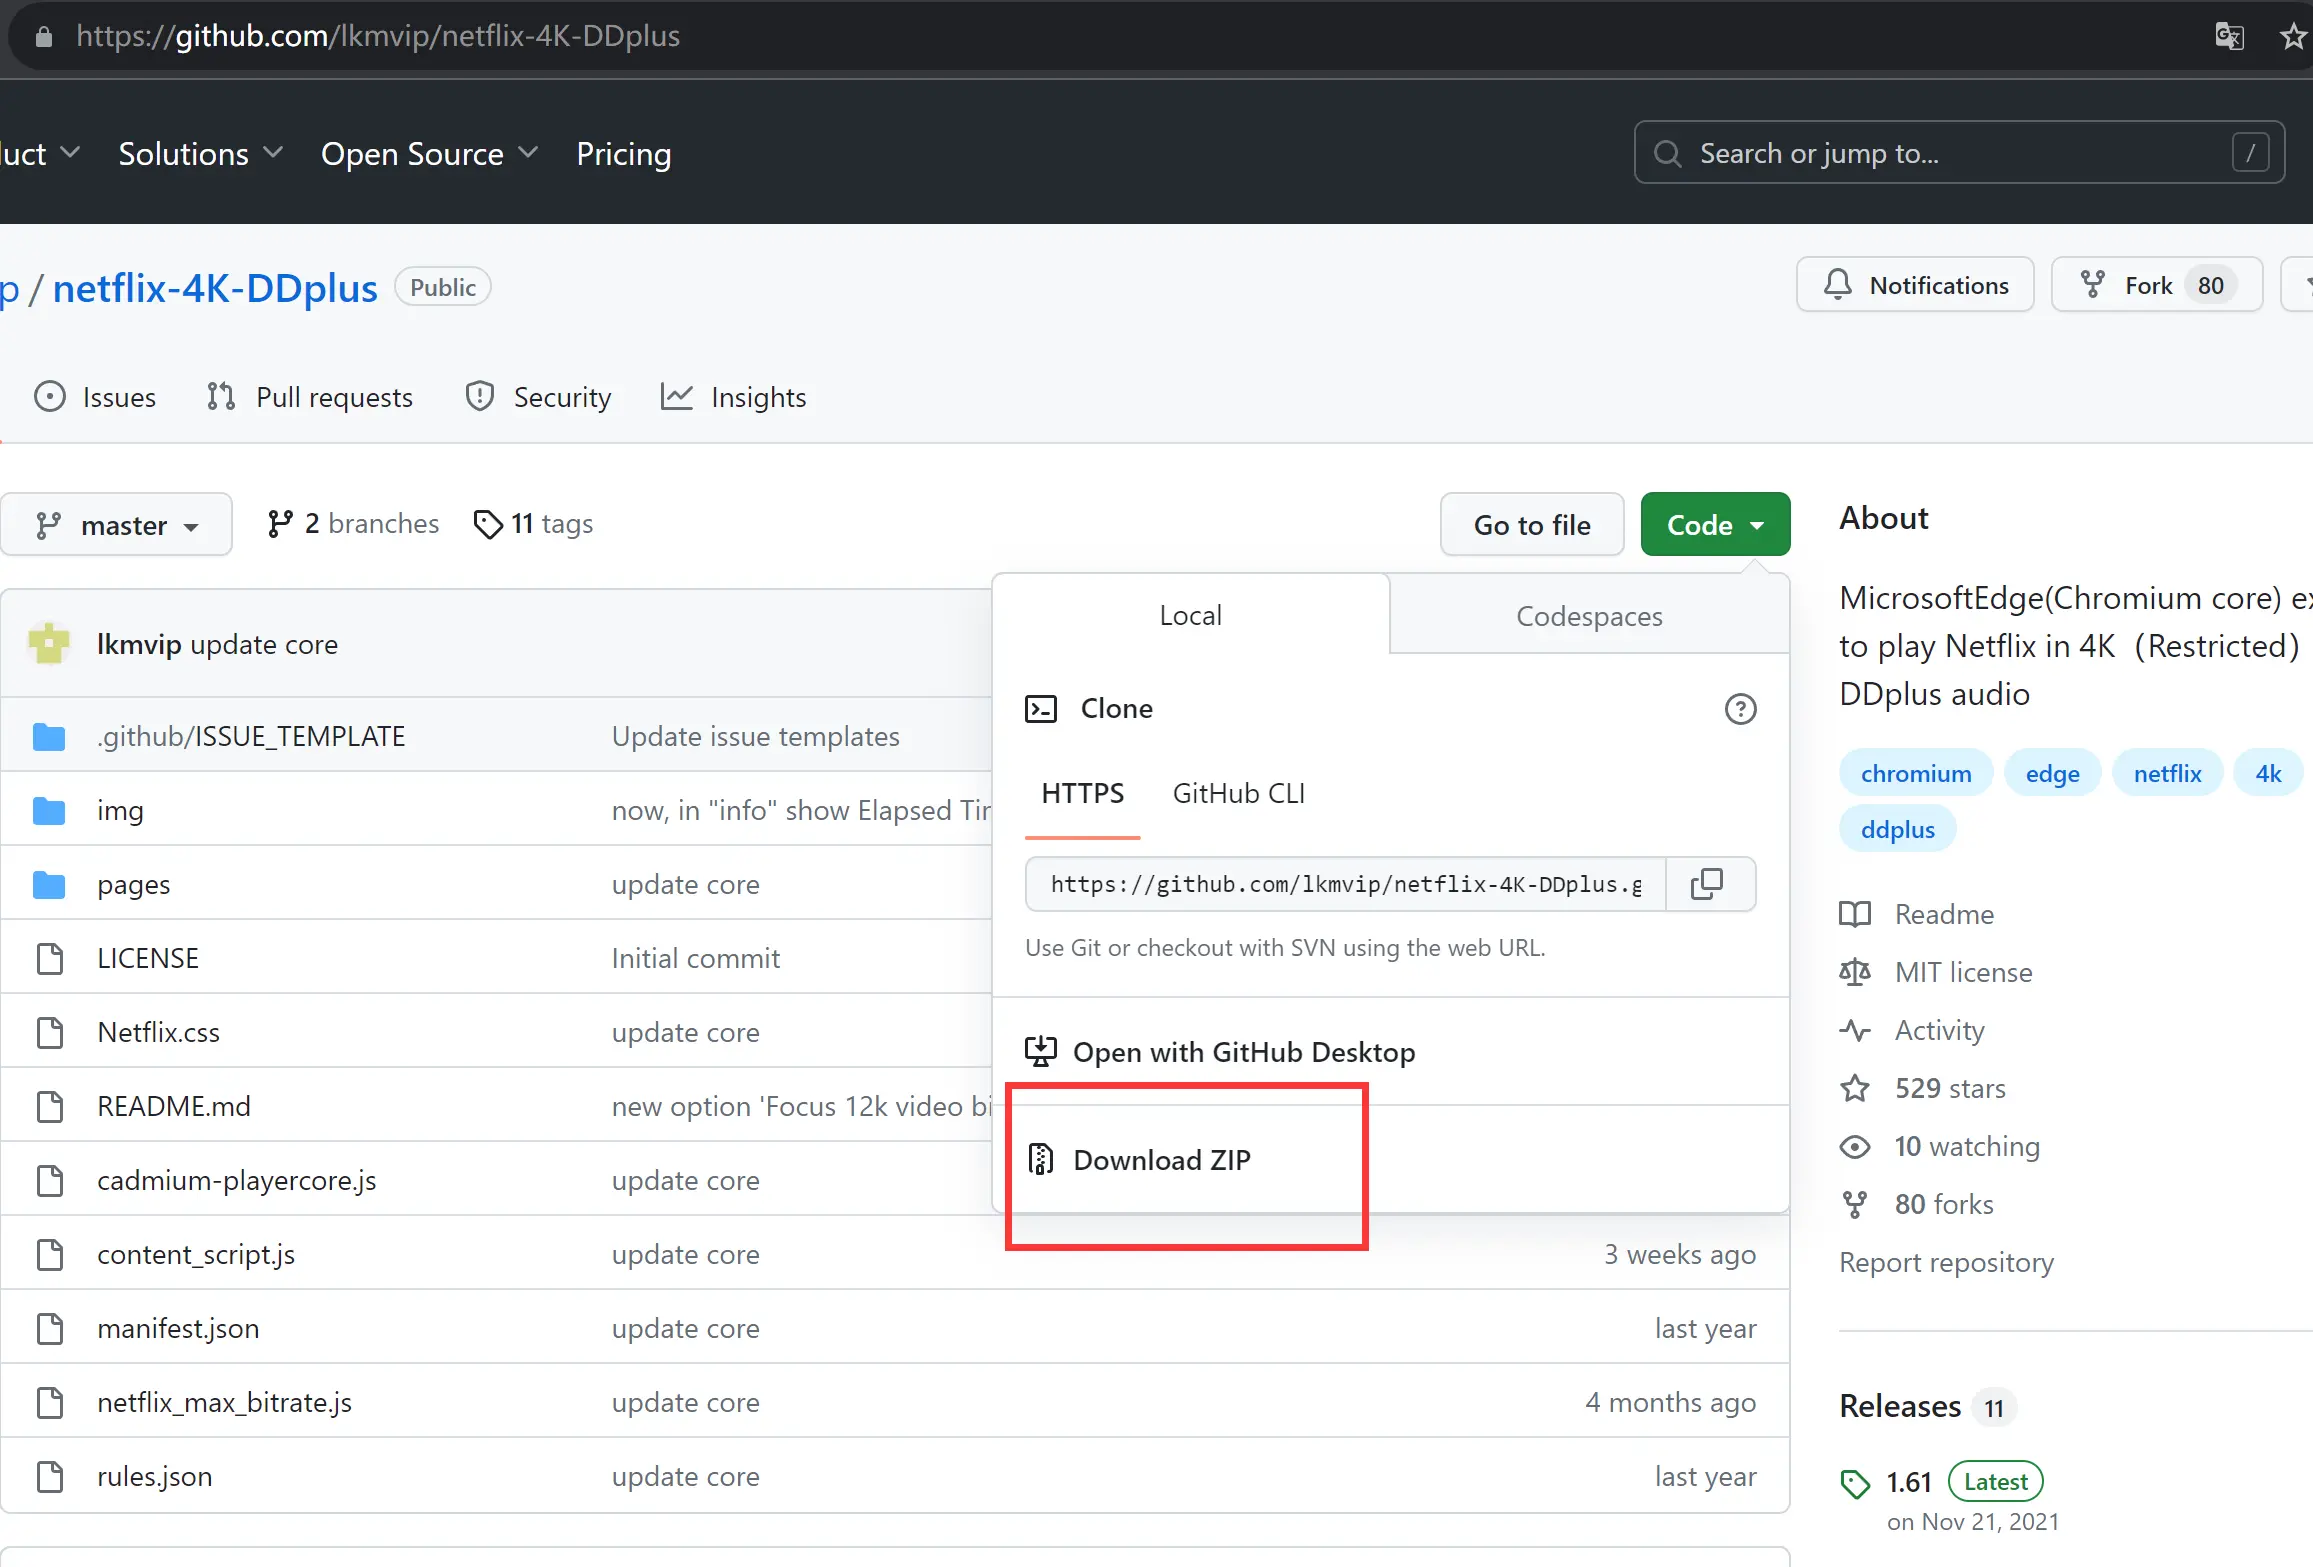 https://github.com/lkmvip/netflix-4K-DDplus
luct Solutions Open Source Pricing Search or jump to... /
p / netflix-4K-DDplus Public Notifications Fork 80
Issues Pull requests Security Insights
master 2 branches 11 tags Go to file Code
lkmvip update core
.github/ISSUE_TEMPLATE Update issue templates
img now, in "info" show Elapsed Tin
pages update core
LICENSE Initial commit
Netflix.css update core
README.md new option 'Focus 12k video bi
cadmium-playercore.js update core
content_script.js update core 3 weeks ago
manifest.json update core last year
netflix_max_bitrate.js update core 4 months ago
rules.json update core last year
Local Codespaces
Clone
HTTPS GitHub CLI
https://github.com/lkmvip/netflix-4K-DDplus.g
Use Git or checkout with SVN using the web URL.
Open with GitHub Desktop
Download ZIP
About
MicrosoftEdge(Chromium core) ex
to play Netflix in 4K（Restricted）
DDplus audio
chromium edge netflix 4k
ddplus
Readme
MIT license
Activity
529 stars
10 watching
80 forks
Report repository
Releases 11
1.61 Latest
on Nov 21, 2021